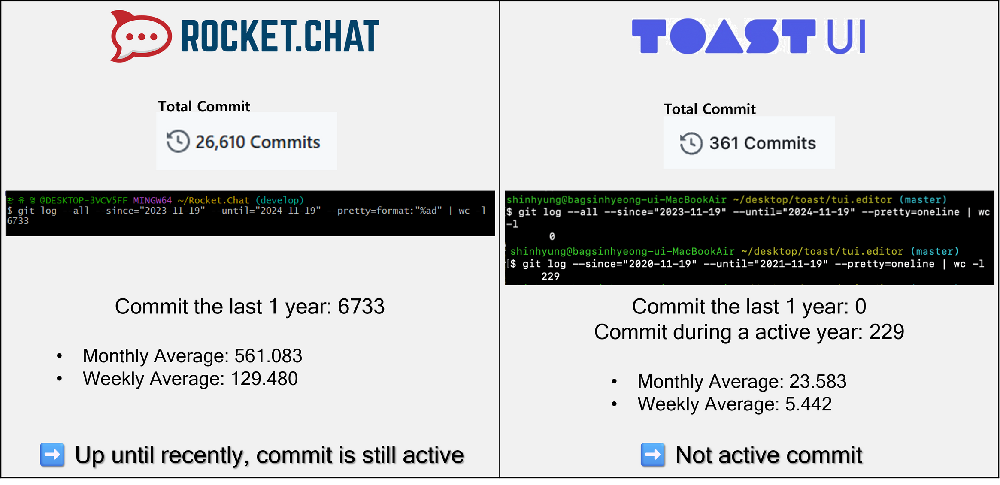 ROCKET.CHAT
Total Commit
26,610 Commits
황 유 영 @DESKTOP-3VCV5FF MINGW64 ~/Rocket.Chat (develop)
$ git log --all --since="2023-11-19" --until="2024-11-19" --pretty=format:"%ad" | wc -l
6733
Commit the last 1 year: 6733
• Monthly Average: 561.083
• Weekly Average: 129.480
➡ Up until recently, commit is still active
TOAST UI
Total Commit
361 Commits
shinhyung@bagsinhyeong-ui-MacBookAir ~/desktop/toast/tui.editor (master)
$ git log --all --since="2023-11-19" --until="2024-11-19" --pretty=oneline | wc
-l
0
shinhyung@bagsinhyeong-ui-MacBookAir ~/desktop/toast/tui.editor (master)
[$ git log --since="2020-11-19" --until="2021-11-19" --pretty=oneline | wc -l
229
Commit the last 1 year: 0
Commit during a active year: 229
• Monthly Average: 23.583
• Weekly Average: 5.442
➡ Not active commit